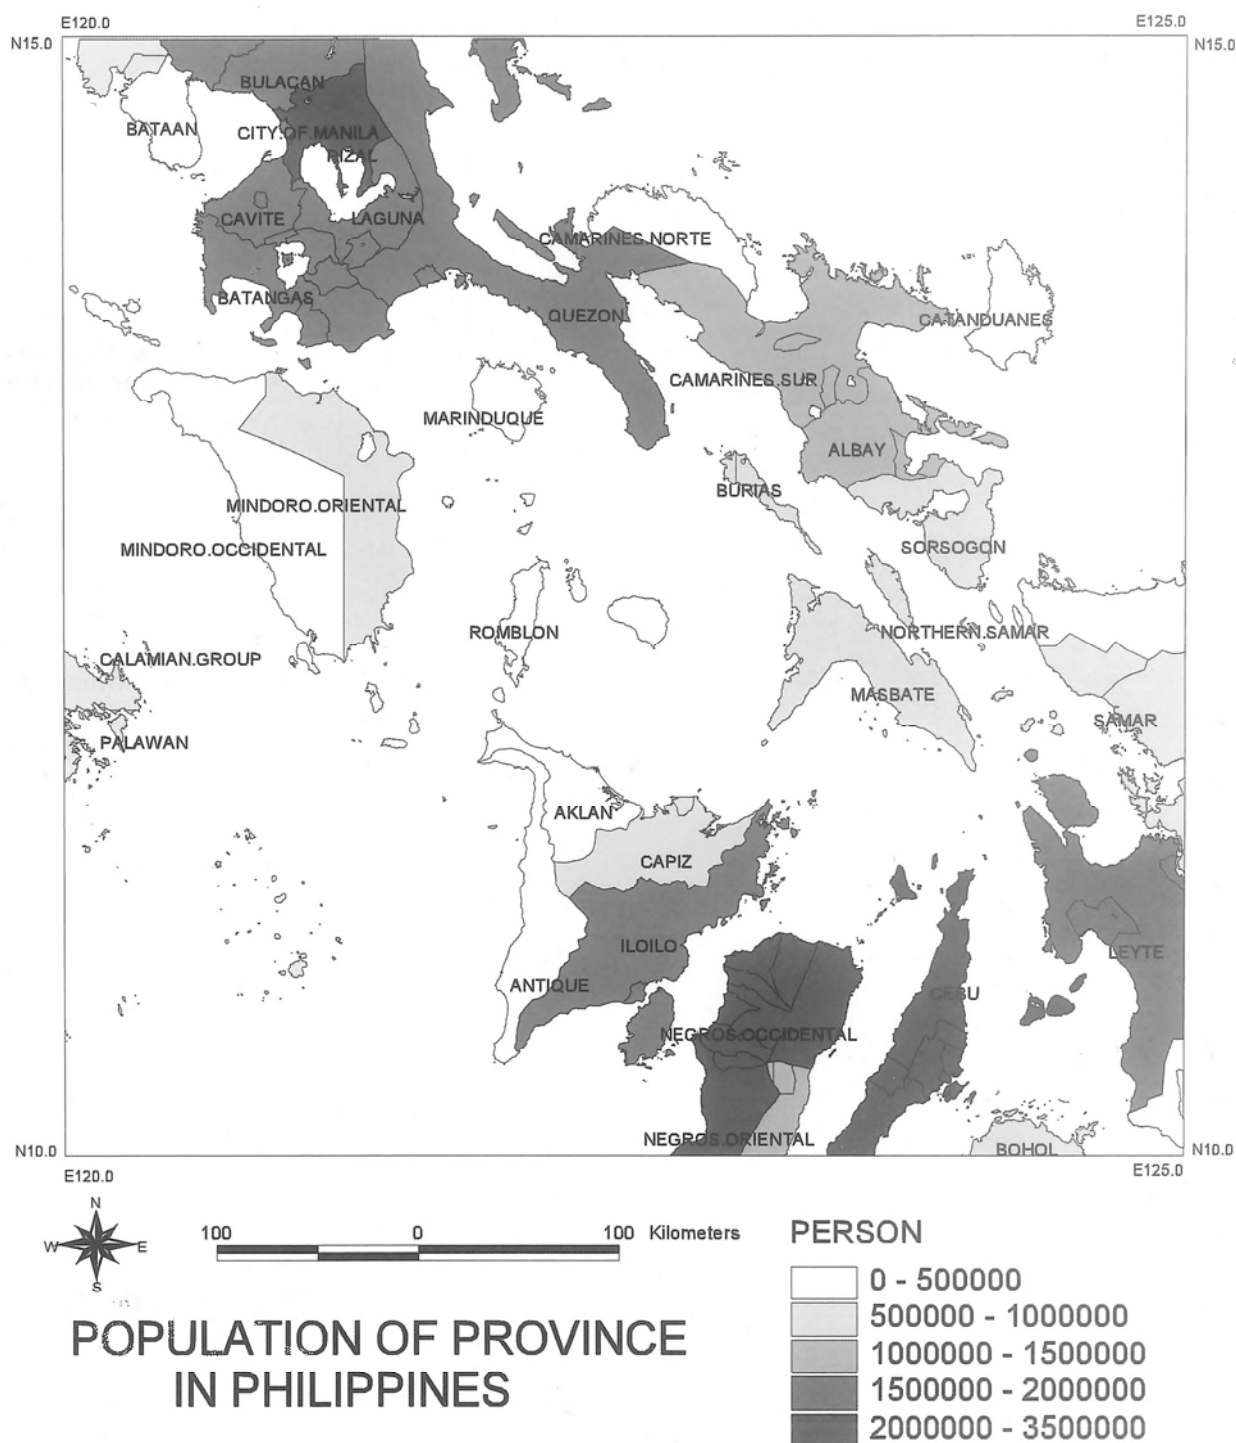 E120.0
E125.0
N15.0
N15.0
BULACAN
BATAAN
CITY.OF.MANILA
RIZAL
CAVITE
LAGUNA
CAMARINES.NORTE
BATANGAS
QUEZON
CATANDUANES
CAMARINES.SUR
MARINDUQUE
ALBAY
BURIAS
MINDORO.ORIENTAL
MINDORO.OCCIDENTAL
SORSOGON
ROMBLON
NORTHERN.SAMAR
CALAMIAN.GROUP
MASBATE
SAMAR
PALAWAN
AKLAN
CAPIZ
ILOILO
LEYTE
ANTIQUE
CEBU
NEGROS.OCCIDENTAL
NEGROS.ORIENTAL
BOHOL
N10.0
N10.0
E120.0
E125.0
N
W E
S
100 0 100 Kilometers
PERSON
0 - 500000
500000 - 1000000
1000000 - 1500000
1500000 - 2000000
2000000 - 3500000
POPULATION OF PROVINCE
IN PHILIPPINES